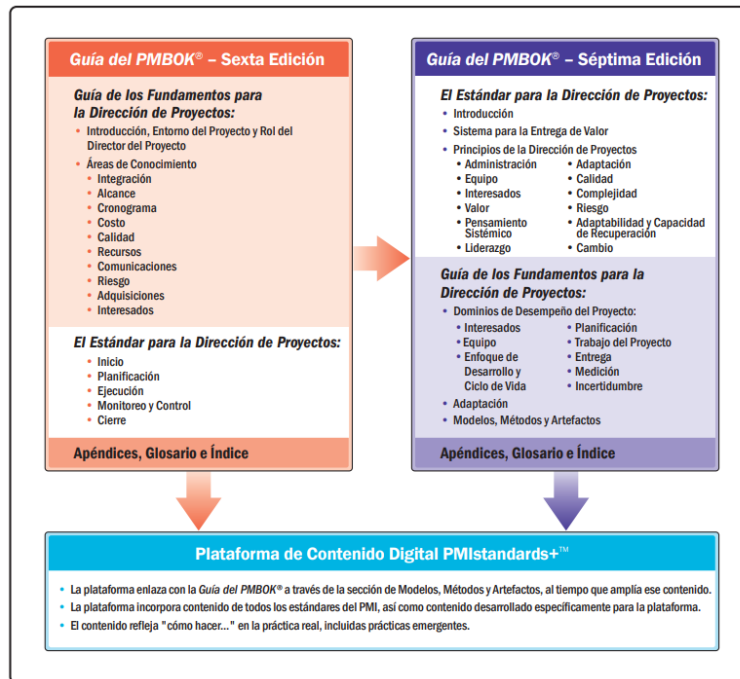 Guía del PMBOK® – Sexta Edición
Guía de los Fundamentos para
la Dirección de Proyectos:
• Introducción, Entorno del Proyecto y Rol del
Director del Proyecto
• Áreas de Conocimiento
• Integración
• Alcance
• Cronograma
• Costo
• Calidad
• Recursos
• Comunicaciones
• Riesgo
• Adquisiciones
• Interesados
El Estándar para la Dirección de Proyectos:
• Inicio
• Planificación
• Ejecución
• Monitoreo y Control
• Cierre
Apéndices, Glosario e Índice
Guía del PMBOK® – Séptima Edición
El Estándar para la Dirección de Proyectos:
• Introducción
• Sistema para la Entrega de Valor
• Principios de la Dirección de Proyectos
• Administración
• Equipo
• Interesados
• Valor
• Pensamiento
Sistémico
• Liderazgo
• Adaptación
• Calidad
• Complejidad
• Riesgo
• Adaptabilidad y Capacidad
de Recuperación
• Cambio
Guía de los Fundamentos para la
Dirección de Proyectos:
• Dominios de Desempeño del Proyecto:
• Interesados
• Equipo
• Enfoque de
Desarrollo y
Ciclo de Vida
• Planificación
• Trabajo del Proyecto
• Entrega
• Medición
• Incertidumbre
• Adaptación
• Modelos, Métodos y Artefactos
Apéndices, Glosario e Índice
Plataforma de Contenido Digital PMIstandards+™
• La plataforma enlaza con la Guía del PMBOK® a través de la sección de Modelos, Métodos y Artefactos, al tiempo que amplía ese contenido.
• La plataforma incorpora contenido de todos los estándares del PMI, así como contenido desarrollado específicamente para la plataforma.
• El contenido refleja "cómo hacer..." en la práctica real, incluidas prácticas emergentes.